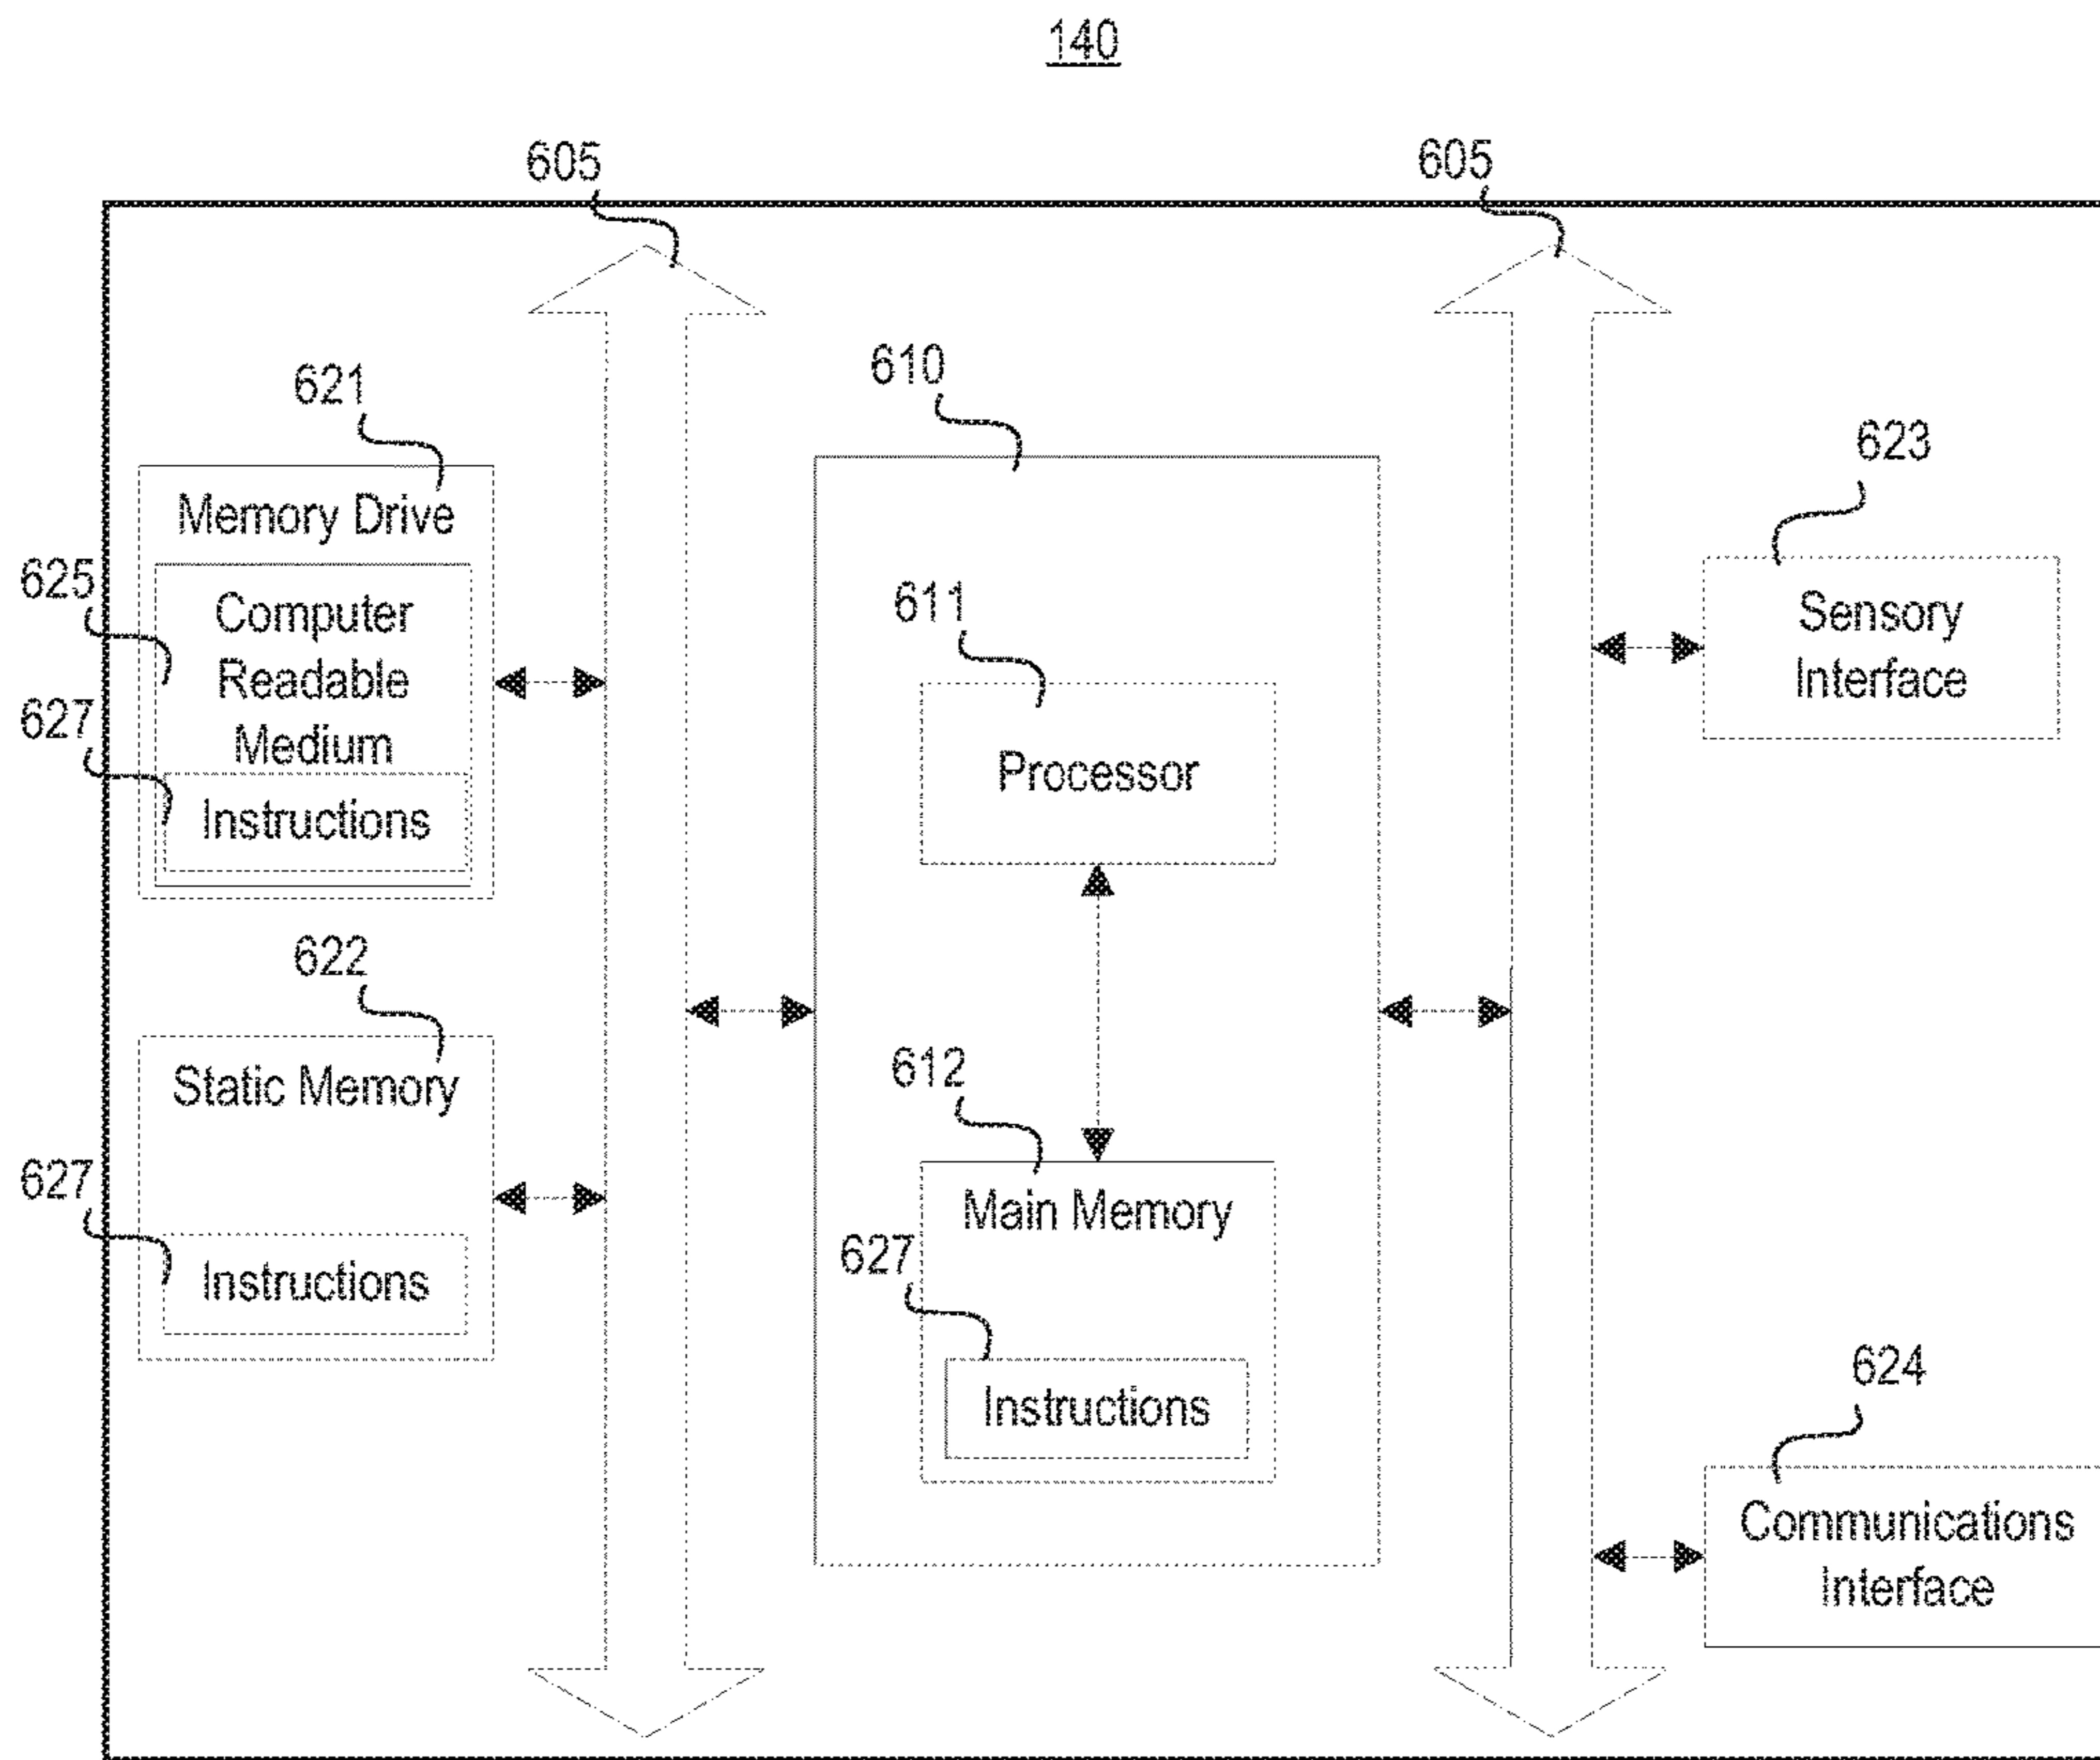 140
605
605
621
Memory Drive
625
Computer
Readable
Medium
627
Instructions
622
Static Memory
627
Instructions
610
611
Processor
612
Main Memory
627
Instructions
623
Sensory
Interface
624
Communications
Interface